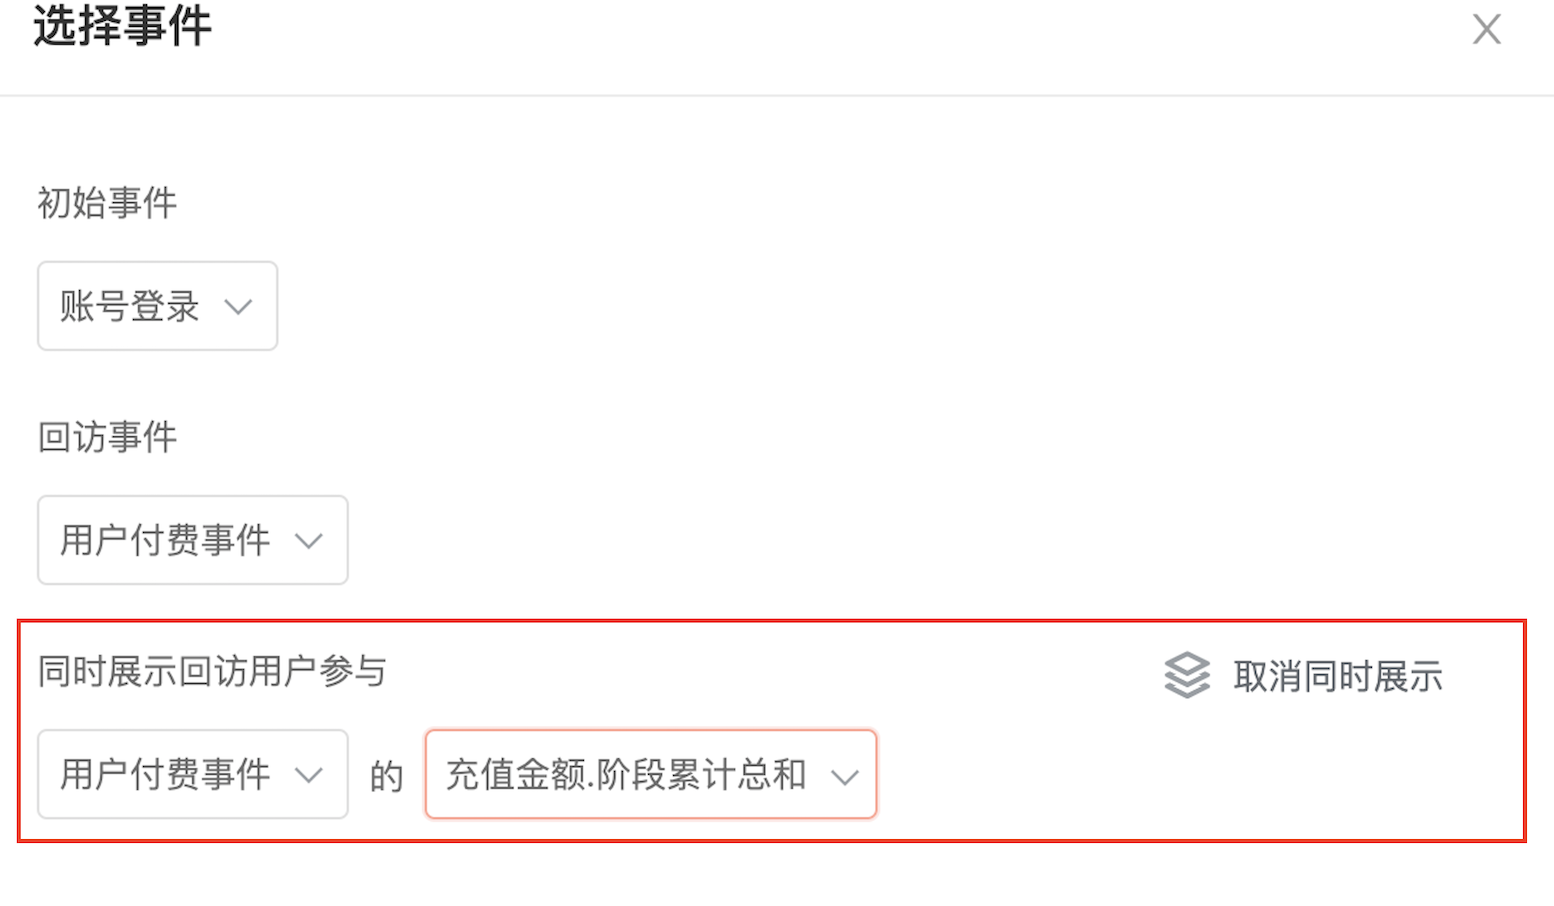 选择事件
初始事件
账号登录
回访事件
用户付费事件
同时展示回访用户参与
取消同时展示
用户付费事件 的 充值金额.阶段累计总和